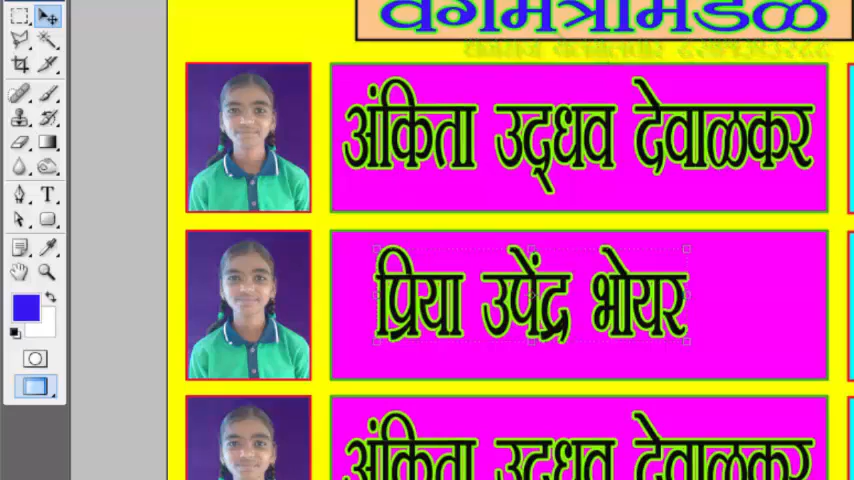 वर्गमित्रमंडळ
अंकिता उद्धव देवाळकर
प्रिया उपेंद्र भोयर
अंकिता उद्धव देवाळकर